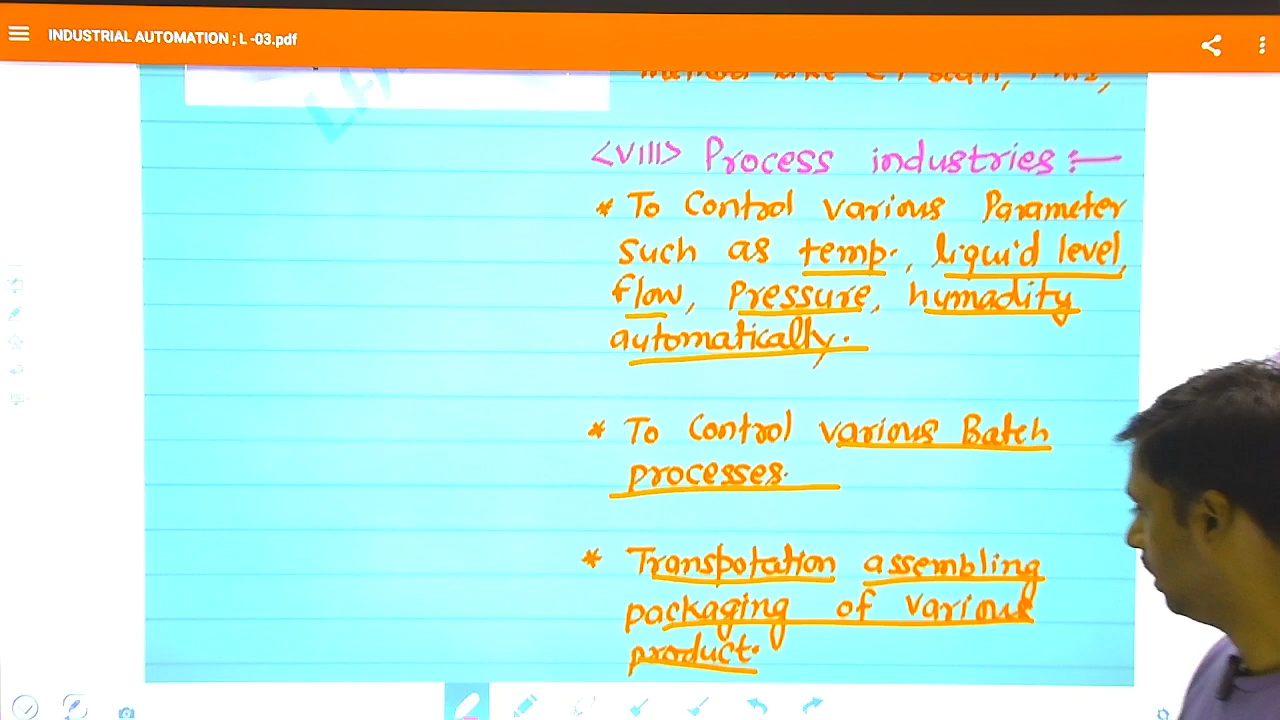 INDUSTRIAL AUTOMATION ; L -03.pdf
<VIII> Process industries:—
* To Control various Parameter
such as temp., liquid level,
flow, Pressure, humadity
automatically.
* To Control various Batch
processes.
* Transpotation assembling
packaging of various
product.